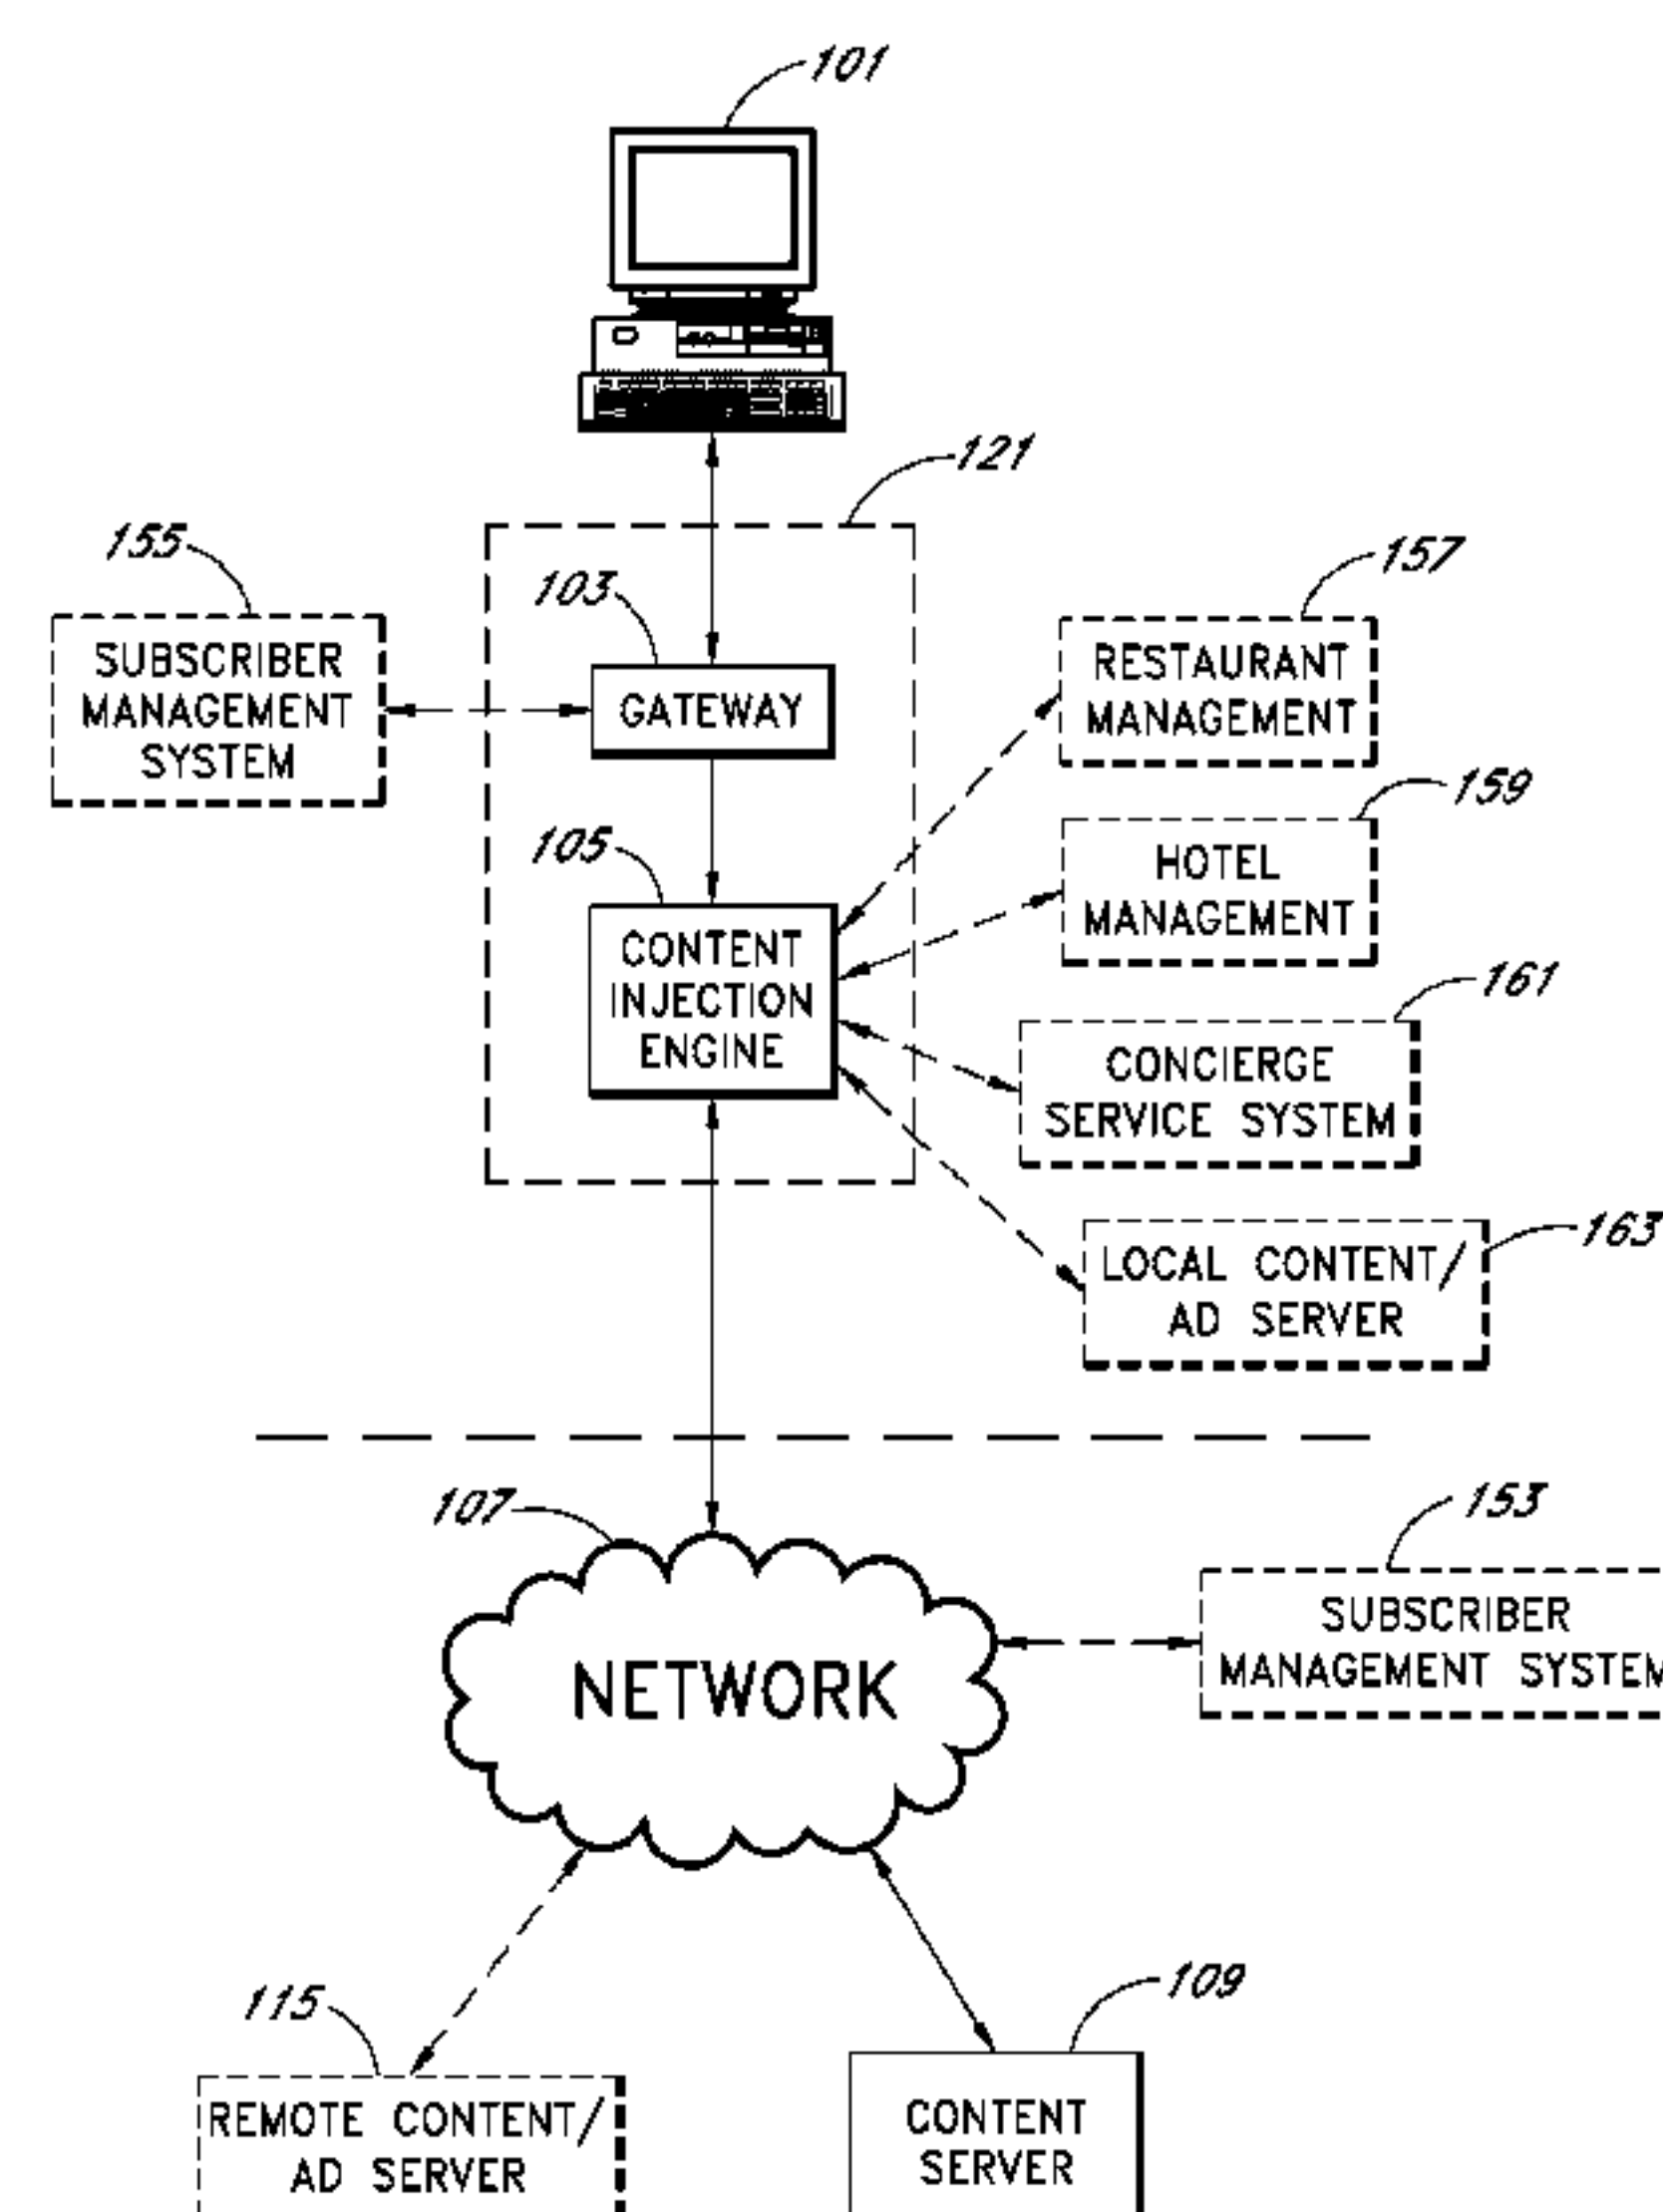 101
121
155
103
157
SUBSCRIBER
MANAGEMENT
SYSTEM
GATEWAY
RESTAURANT
MANAGEMENT
159
105
HOTEL
MANAGEMENT
CONTENT
INJECTION
ENGINE
161
CONCIERGE
SERVICE SYSTEM
163
LOCAL CONTENT/
AD SERVER
107
153
SUBSCRIBER
MANAGEMENT SYSTEM
NETWORK
115
109
REMOTE CONTENT/
AD SERVER
CONTENT
SERVER